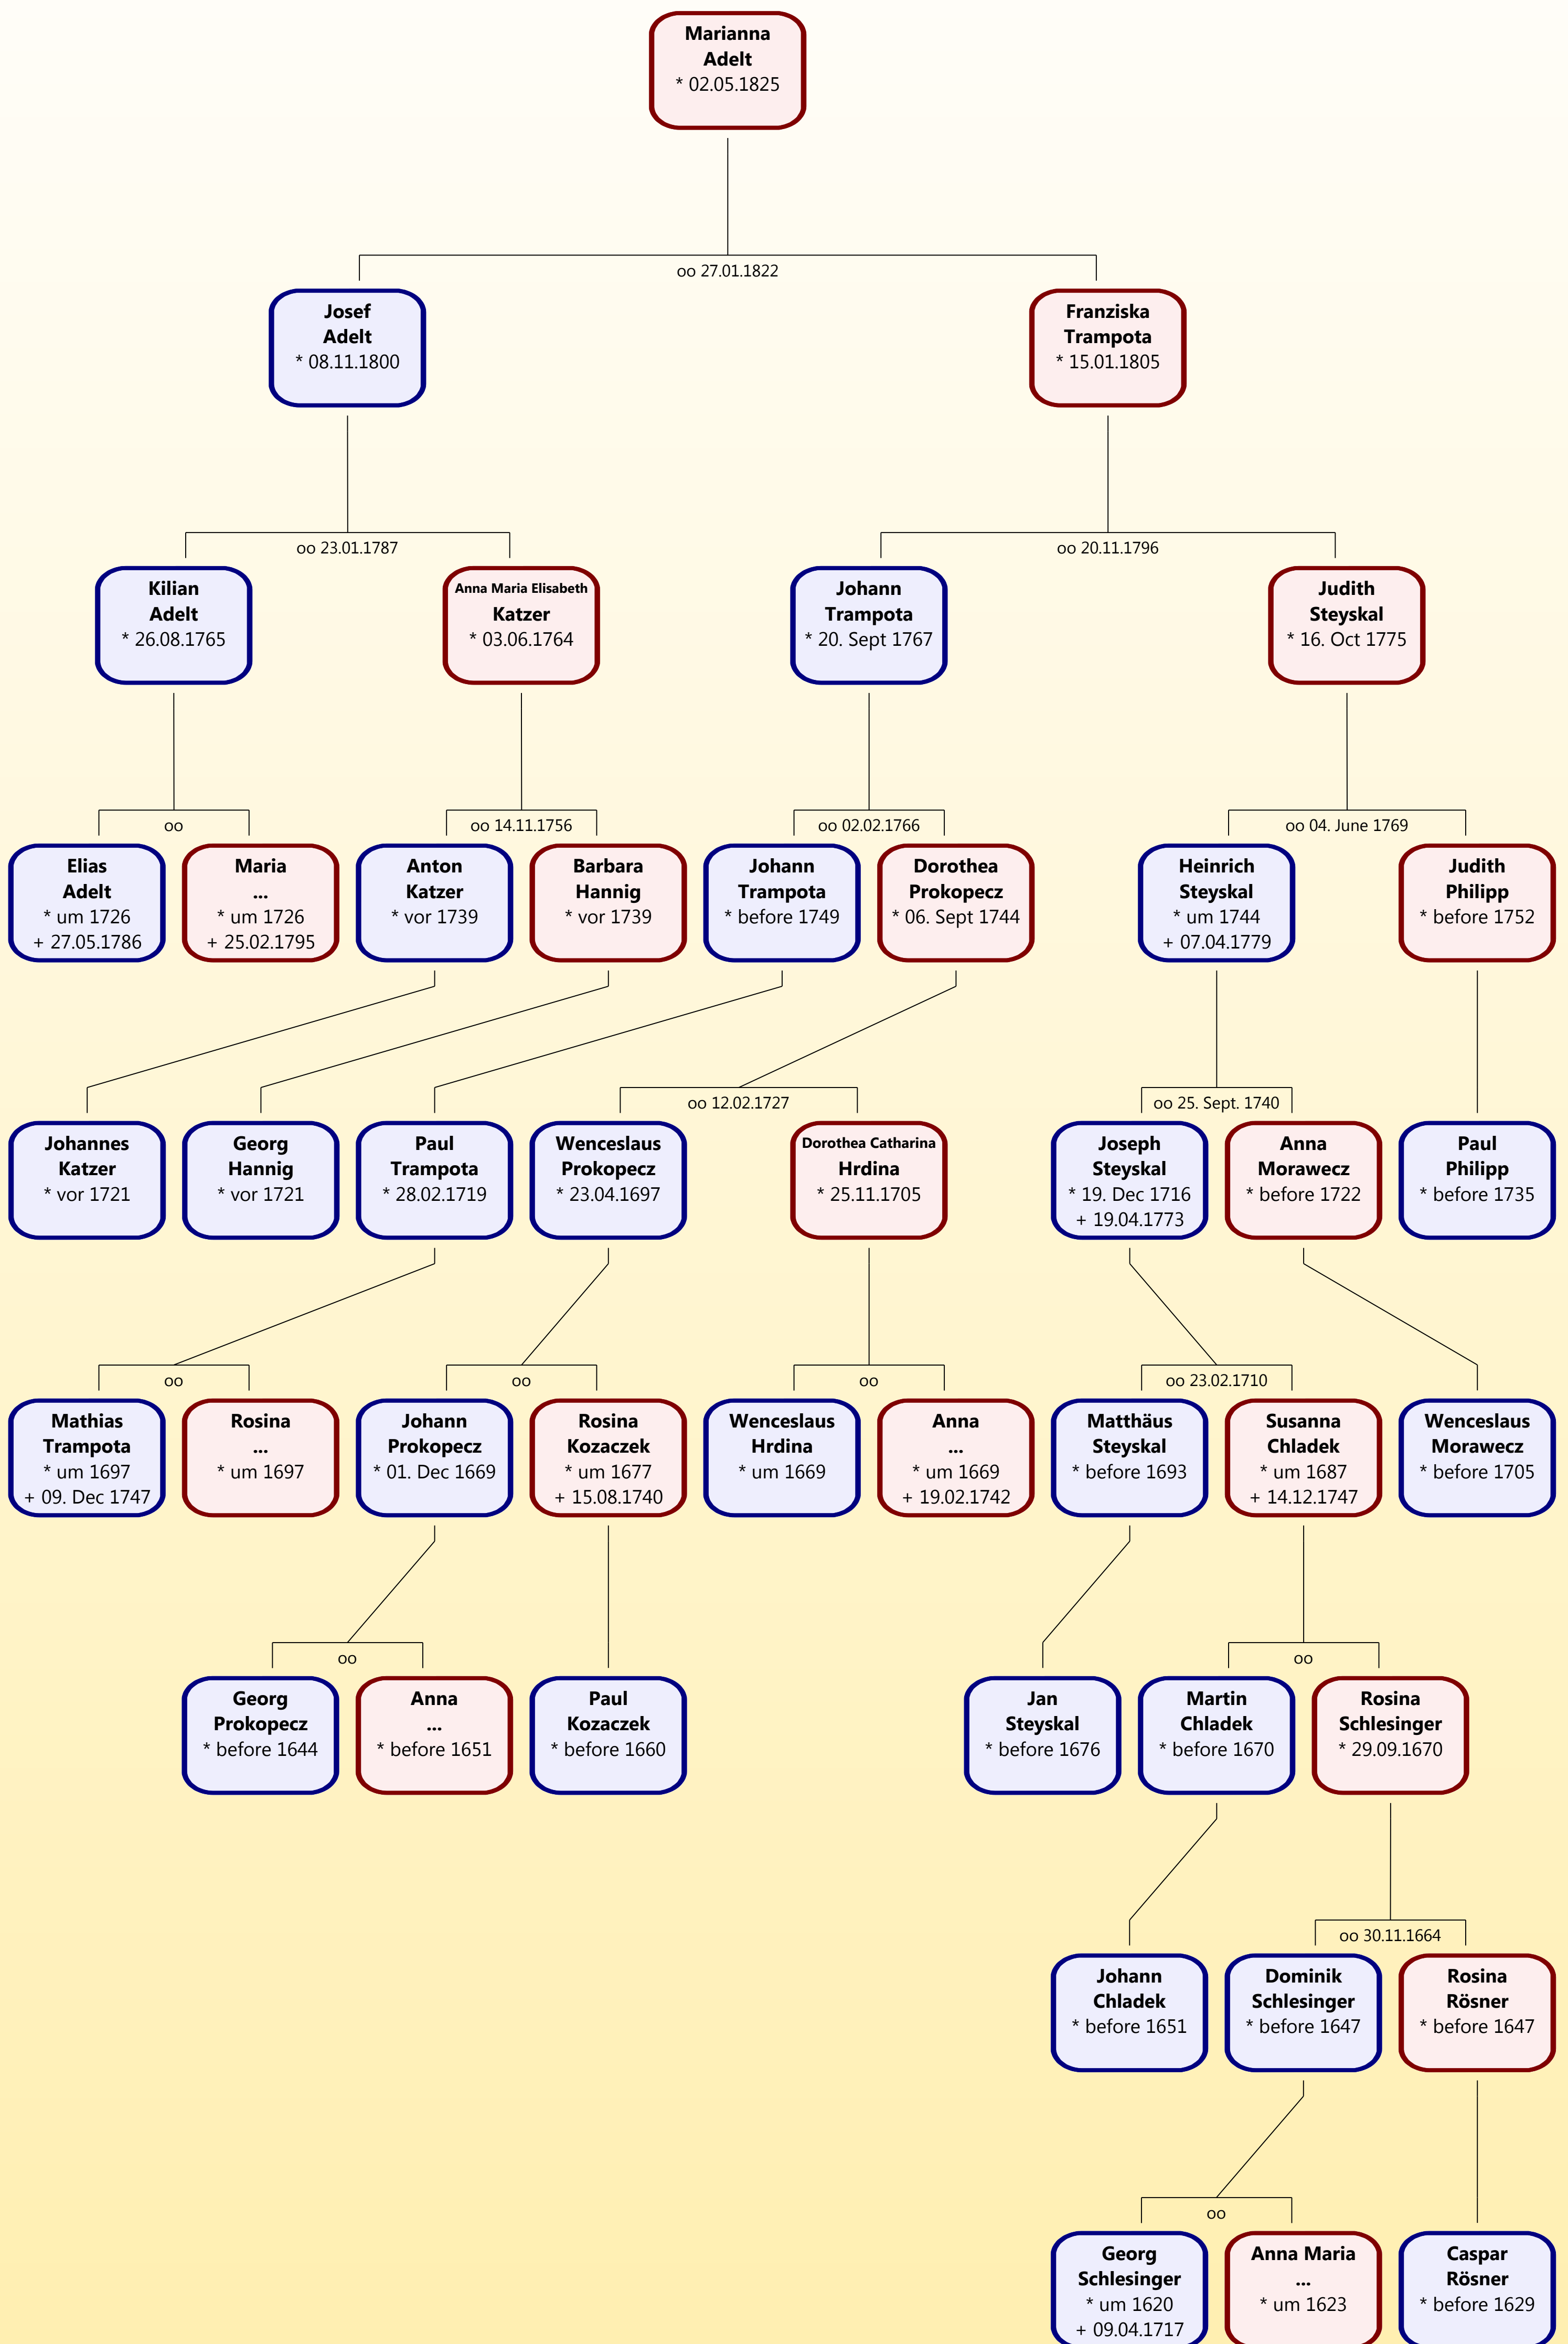 Marianna
Adelt
* 02.05.1825
oo 27.01.1822
Josef
Adelt
* 08.11.1800
Franziska
Trampota
* 15.01.1805
oo 23.01.1787
oo 20.11.1796
Kilian
Adelt
* 26.08.1765
Anna Maria Elisabeth
Katzer
* 03.06.1764
Johann
Trampota
* 20. Sept 1767
Judith
Steyskal
* 16. Oct 1775
oo
oo 14.11.1756
oo 02.02.1766
oo 04. June 1769
Elias
Adelt
* um 1726
+ 27.05.1786
Maria
...
* um 1726
+ 25.02.1795
Anton
Katzer
* vor 1739
Barbara
Hannig
* vor 1739
Johann
Trampota
* before 1749
Dorothea
Prokopecz
* 06. Sept 1744
Heinrich
Steyskal
* um 1744
+ 07.04.1779
Judith
Philipp
* before 1752
oo 12.02.1727
oo 25. Sept. 1740
Johannes
Katzer
* vor 1721
Georg
Hannig
* vor 1721
Paul
Trampota
* 28.02.1719
Wenceslaus
Prokopecz
* 23.04.1697
Dorothea Catharina
Hrdina
* 25.11.1705
Joseph
Steyskal
* 19. Dec 1716
+ 19.04.1773
Anna
Morawecz
* before 1722
Paul
Philipp
* before 1735
oo
oo
oo
oo 23.02.1710
Mathias
Trampota
* um 1697
+ 09. Dec 1747
Rosina
...
* um 1697
Johann
Prokopecz
* 01. Dec 1669
Rosina
Kozaczek
* um 1677
+ 15.08.1740
Wenceslaus
Hrdina
* um 1669
Anna
...
* um 1669
+ 19.02.1742
Matthäus
Steyskal
* before 1693
Susanna
Chladek
* um 1687
+ 14.12.1747
Wenceslaus
Morawecz
* before 1705
oo
oo
Georg
Prokopecz
* before 1644
Anna
...
* before 1651
Paul
Kozaczek
* before 1660
Jan
Steyskal
* before 1676
Martin
Chladek
* before 1670
Rosina
Schlesinger
* 29.09.1670
oo 30.11.1664
Johann
Chladek
* before 1651
Dominik
Schlesinger
* before 1647
Rosina
Rösner
* before 1647
oo
Georg
Schlesinger
* um 1620
+ 09.04.1717
Anna Maria
...
* um 1623
Caspar
Rösner
* before 1629